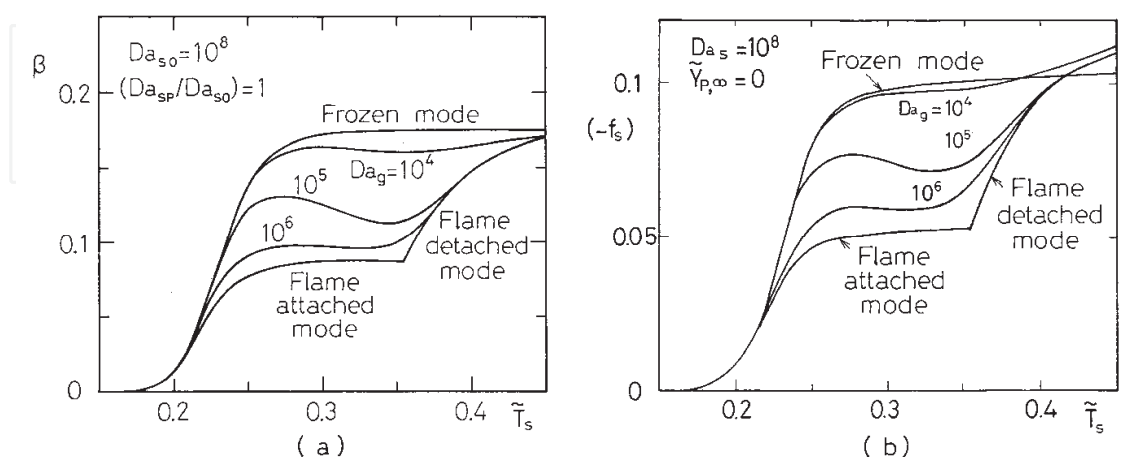 β
Da_so=10^8
(Da_sp/Da_so)=1
0.2
0.1
0
Frozen mode
Da_g=10^4
10^5
10^6
Flame
detached
mode
Flame
attached
mode
0.2
0.3
0.4
T̃_s
(a)
(-f_s)
Da_s=10^8
Ỹ_P,∞=0
0.1
0.05
0
Frozen mode
Da_g=10^4
10^5
10^6
Flame
detached
mode
Flame
attached
mode
0.2
0.3
0.4
T̃_s
(b)